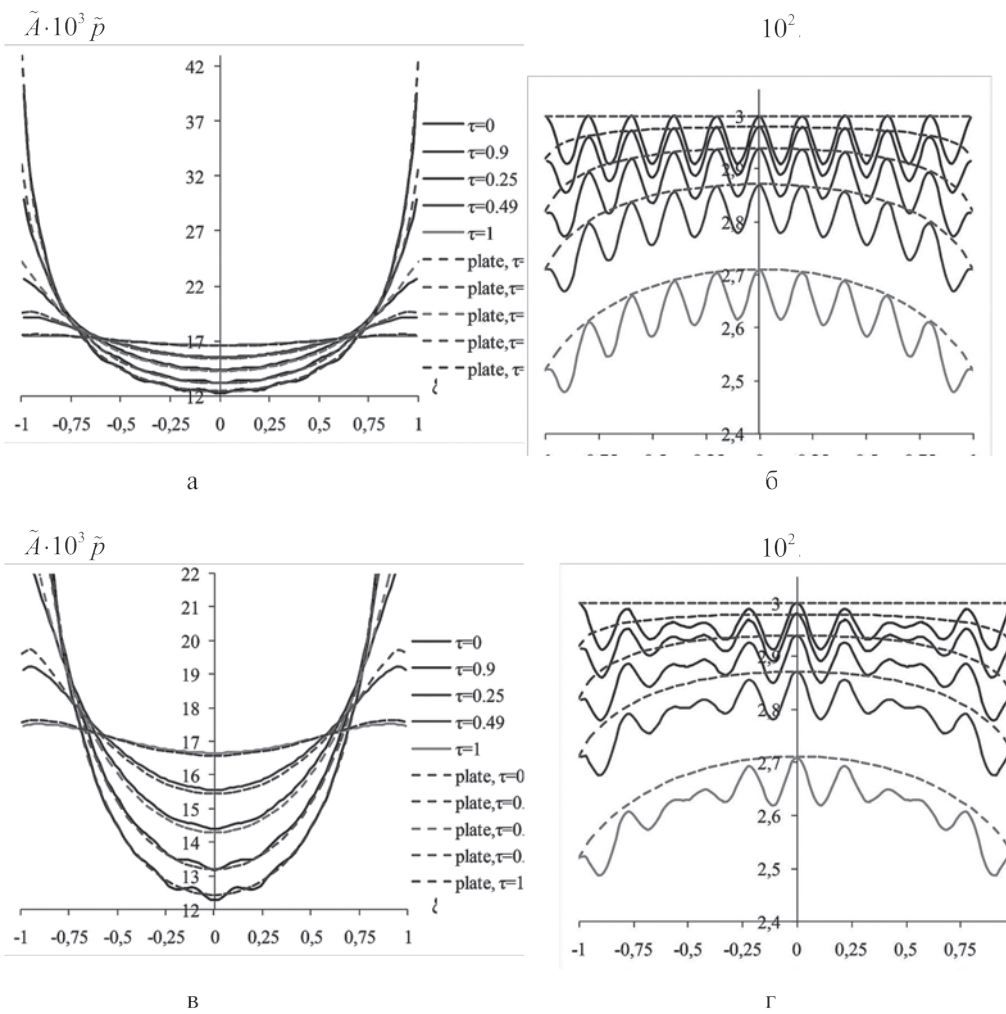 Ã·10³ p̃
10².
42
37
32
27
22
17
12
-1 -0,75 -0,5 -0,25 0 0,25 0,5 0,75 1
τ=0
τ=0.9
τ=0.25
τ=0.49
τ=1
plate, τ=
plate,τ=
plate, τ=
plate, τ=
plate, τ=
а
3
2,9
2,8
2,7
2,6
2,5
2,4
б
Ã·10³ p̃
10².
22
21
20
19
18
17
16
15
14
13
12
-1 -0,75 -0,5 -0,25 0 0,25 0,5 0,75 1
τ=0
τ=0.9
τ=0.25
τ=0.49
τ=1
plate, τ=0
plate,τ=0.
plate,τ=0.
plate,τ=0.
plate, τ=1
в
3
2,9
2,8
2,7
2,6
2,5
2,4
-1 -0,75 -0,5 -0,25 0 0,25 0,5 0,75
г